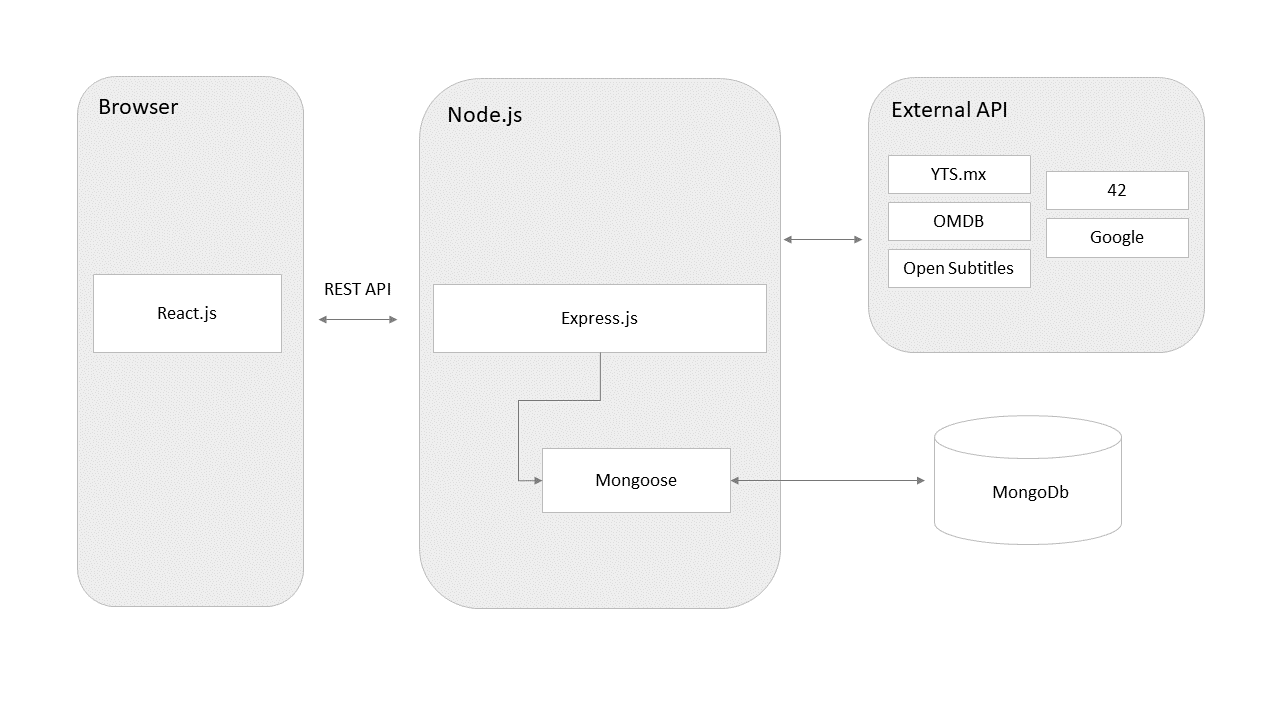 Browser
React.js
REST API
Node.js
Express.js
Mongoose
External API
YTS.mx
OMDB
Open Subtitles
42
Google
MongoDb